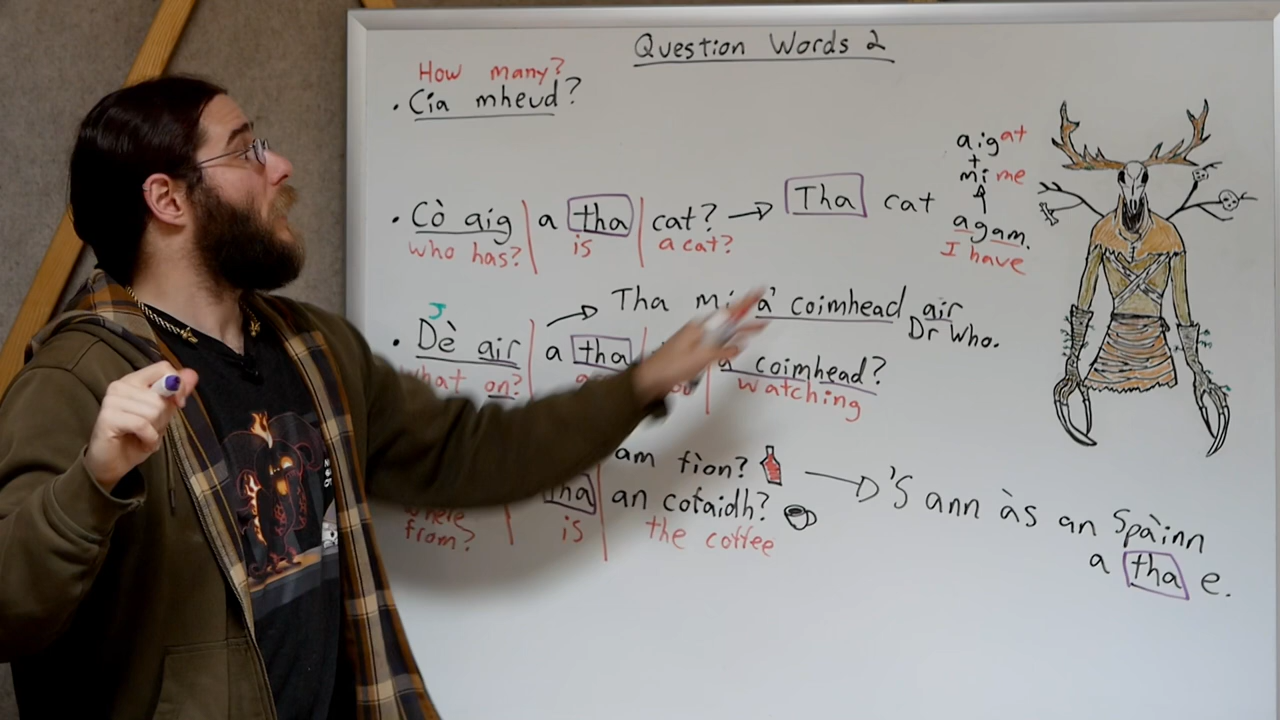 Question Words 2
How many?
• Cia mheud?
• Cò aig a tha cat? → Tha cat agam.
who has? is a cat?
aig at
+
mi me
I have
→ Tha mi a' coimhead air Dr Who.
J
• Dè air a tha a coimhead?
what on? watching
am fìon? → 'S ann às an Spàinn a tha e.
tha an cofaidh?
where from? is the coffee